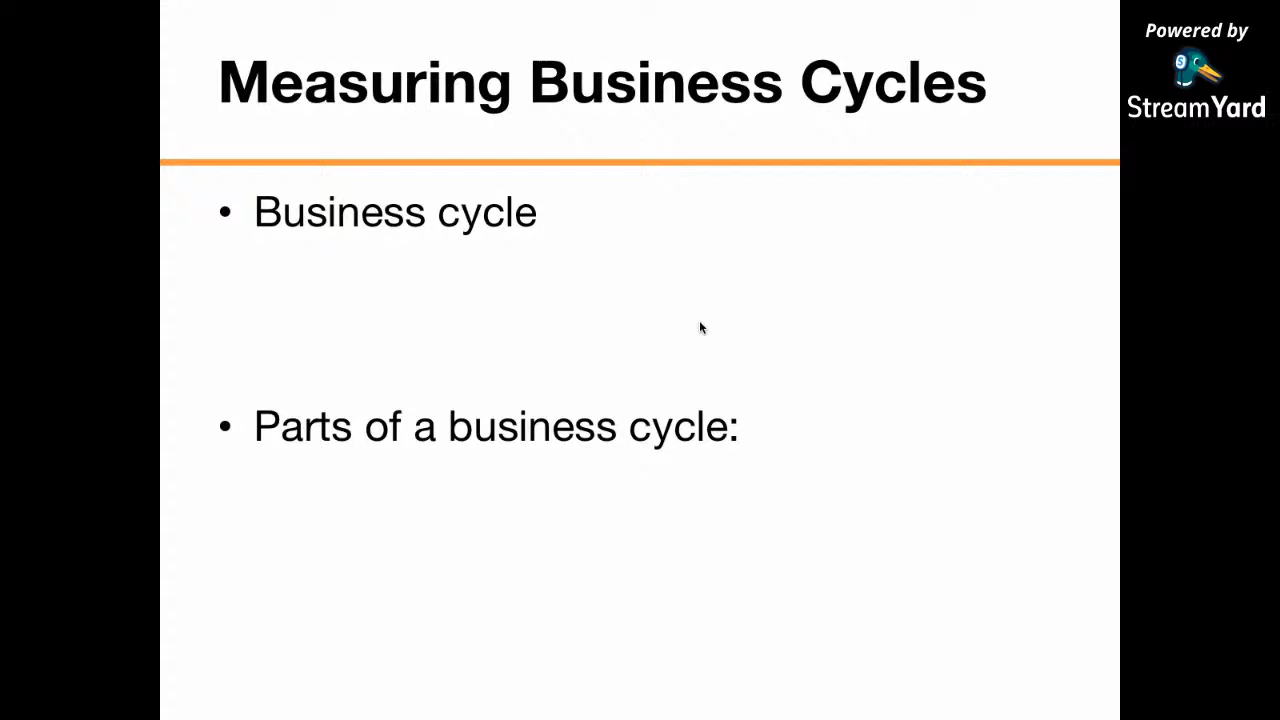 Measuring Business Cycles
Powered by
StreamYard
• Business cycle
• Parts of a business cycle: